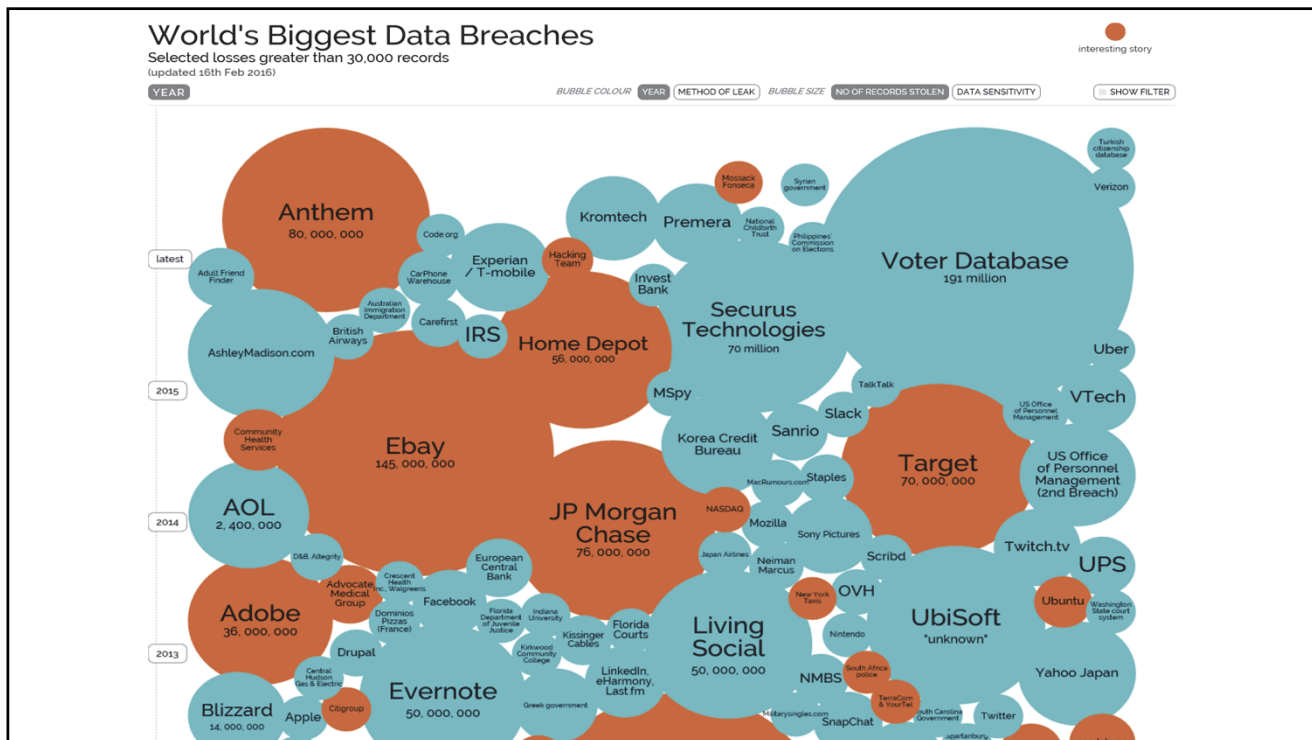 World's Biggest Data Breaches
Selected losses greater than 30,000 records
(updated 16th Feb 2016)
interesting story
YEAR
BUBBLE COLOUR YEAR METHOD OF LEAK BUBBLE SIZE NO OF RECORDS STOLEN DATA SENSITIVITY SHOW FILTER
latest
2015
2014
2013
Anthem
80, 000, 000
Code.org
Adult Friend
Finder
CarPhone
Warehouse
Experian
/ T-mobile
Hacking
Team
Kromtech
Premera
Mossack
Fonseca
Syrian
government
National
Childbirth
Trust
Philippines'
Commission
on Elections
Turkish
citizenship
database
Verizon
Voter Database
191 million
Invest
Bank
Securus
Technologies
70 million
Australian
Immigration
Department
British
Airways
Carefirst
IRS
Home Depot
56, 000, 000
AshleyMadison.com
Uber
MSpy
TalkTalk
Slack
US Office
of Personnel
Management
VTech
Community
Health
Services
Ebay
145, 000, 000
Korea Credit
Bureau
Sanrio
Target
70, 000, 000
US Office
of Personnel
Management
(2nd Breach)
MacRumours.com
Staples
AOL
2, 400, 000
JP Morgan
Chase
76, 000, 000
NASDAQ
Mozilla
Sony Pictures
Twitch.tv
D&B, Altegrity
European
Central
Bank
Japan Airlines
Neiman
Marcus
Scribd
UPS
Adobe
36, 000, 000
Advocate
Medical
Group
Crescent
Health
Inc., Walgreens
Facebook
Dominios
Pizzas
(France)
Florida
Department
of Juvenile
Justice
Indiana
University
Kissinger
Cables
Florida
Courts
Living
Social
50, 000, 000
New York
Taxis
OVH
UbiSoft
"unknown"
Ubuntu
Washington
State court
system
Nintendo
Drupal
Kirkwood
Community
College
Central
Hudson
Gas & Electric
Evernote
50, 000, 000
LinkedIn,
eHarmony,
Last.fm
NMBS
South Africa
police
Yahoo Japan
Blizzard
14, 000, 000
Apple
Citigroup
Greek government
Militarysingles.com
SnapChat
TerraCom
& YourTel
South Carolina
Government
Twitter